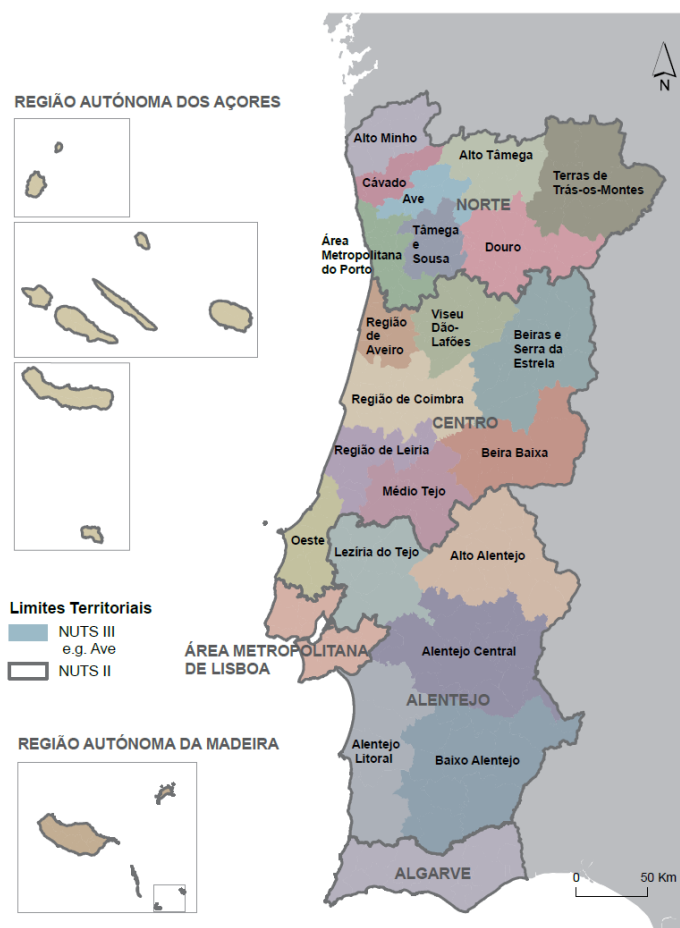 N
REGIÃO AUTÓNOMA DOS AÇORES
Alto Minho
Alto Tâmega
Terras de
Trás-os-Montes
Cávado
Ave
NORTE
Tâmega
e
Sousa
Douro
Área
Metropolitana
do Porto
Região
de
Aveiro
Viseu
Dão-
Lafões
Beiras e
Serra da
Estrela
Região de Coimbra
CENTRO
Região de Leiria
Beira Baixa
Médio Tejo
Oeste
Lezíria do Tejo
Alto Alentejo
Limites Territoriais
NUTS III
e.g. Ave
NUTS II
ÁREA METROPOLITANA
DE LISBOA
Alentejo Central
ALENTEJO
REGIÃO AUTÓNOMA DA MADEIRA
Alentejo
Litoral
Baixo Alentejo
ALGARVE
0 50 Km